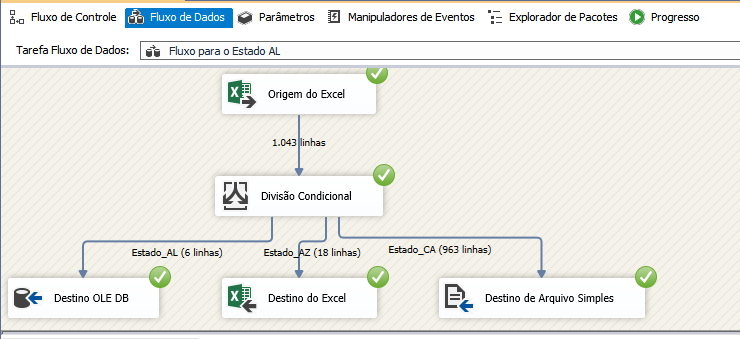 Fluxo de Controle Fluxo de Dados Parâmetros Manipuladores de Eventos Explorador de Pacotes Progresso
Tarefa Fluxo de Dados: Fluxo para o Estado AL
Origem do Excel
1.043 linhas
Divisão Condicional
Estado_AL (6 linhas) Estado_AZ (18 linhas) Estado_CA (963 linhas)
Destino OLE DB Destino do Excel Destino de Arquivo Simples